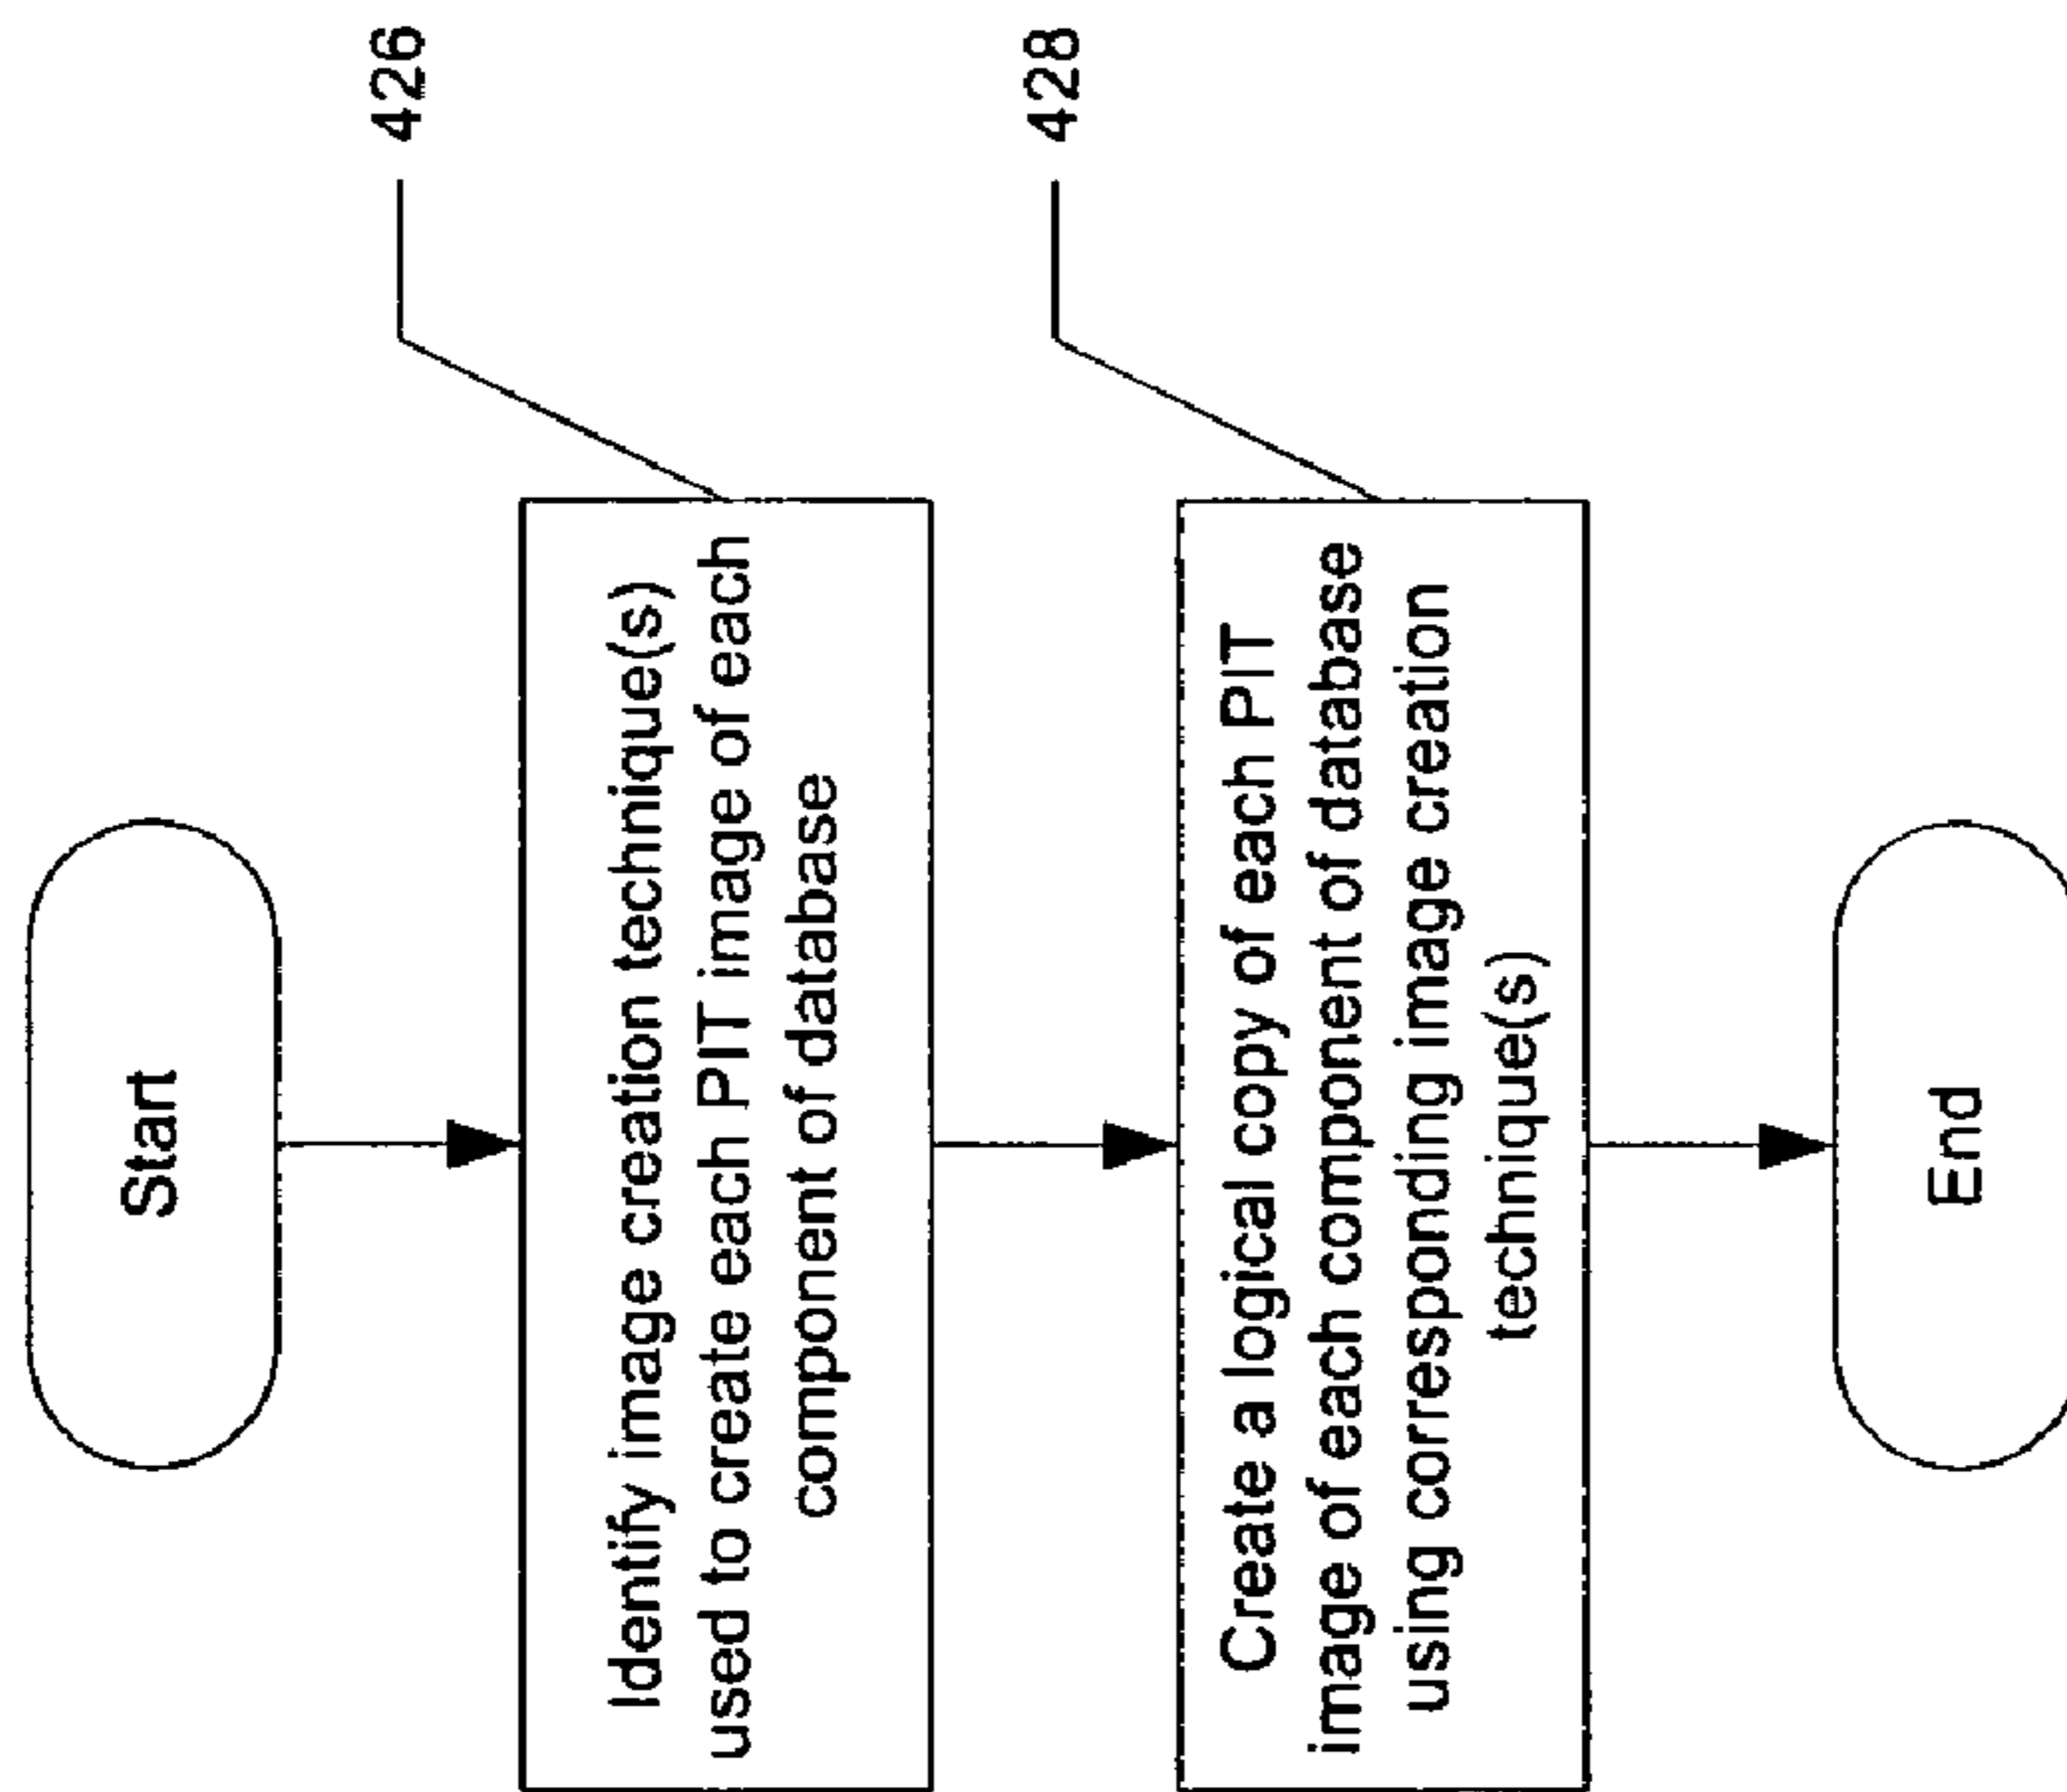 Start
426
Identify image creation technique(s)
used to create each PIT image of each
component of database
428
Create a logical copy of each PIT
image of each component of database
using corresponding image creation
technique(s)
End